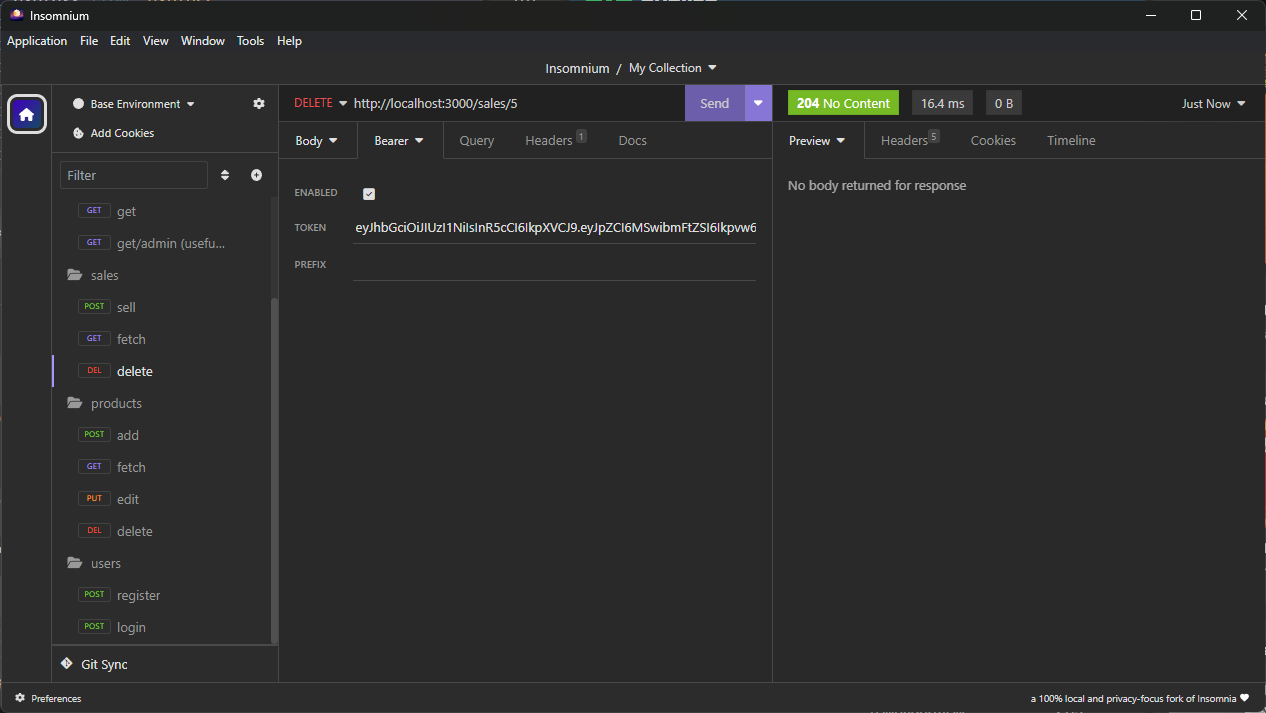 Insomnium
Application File Edit View Window Tools Help
Insomnium / My Collection
Base Environment
Add Cookies
Filter
GET get
GET get/admin (usefu...
sales
POST sell
GET fetch
DEL delete
products
POST add
GET fetch
PUT edit
DEL delete
users
POST register
POST login
Git Sync
DELETE http://localhost:3000/sales/5 Send
Body Bearer Query Headers 1 Docs
ENABLED
TOKEN eyJhbGciOiJIUzI1NiIsInR5cCI6IkpXVCJ9.eyJpZCI6MSwibmFtZSI6Ikpvw6
PREFIX
204 No Content 16.4 ms 0 B Just Now
Preview Headers 5 Cookies Timeline
No body returned for response
Preferences
a 100% local and privacy-focus fork of Insomnia